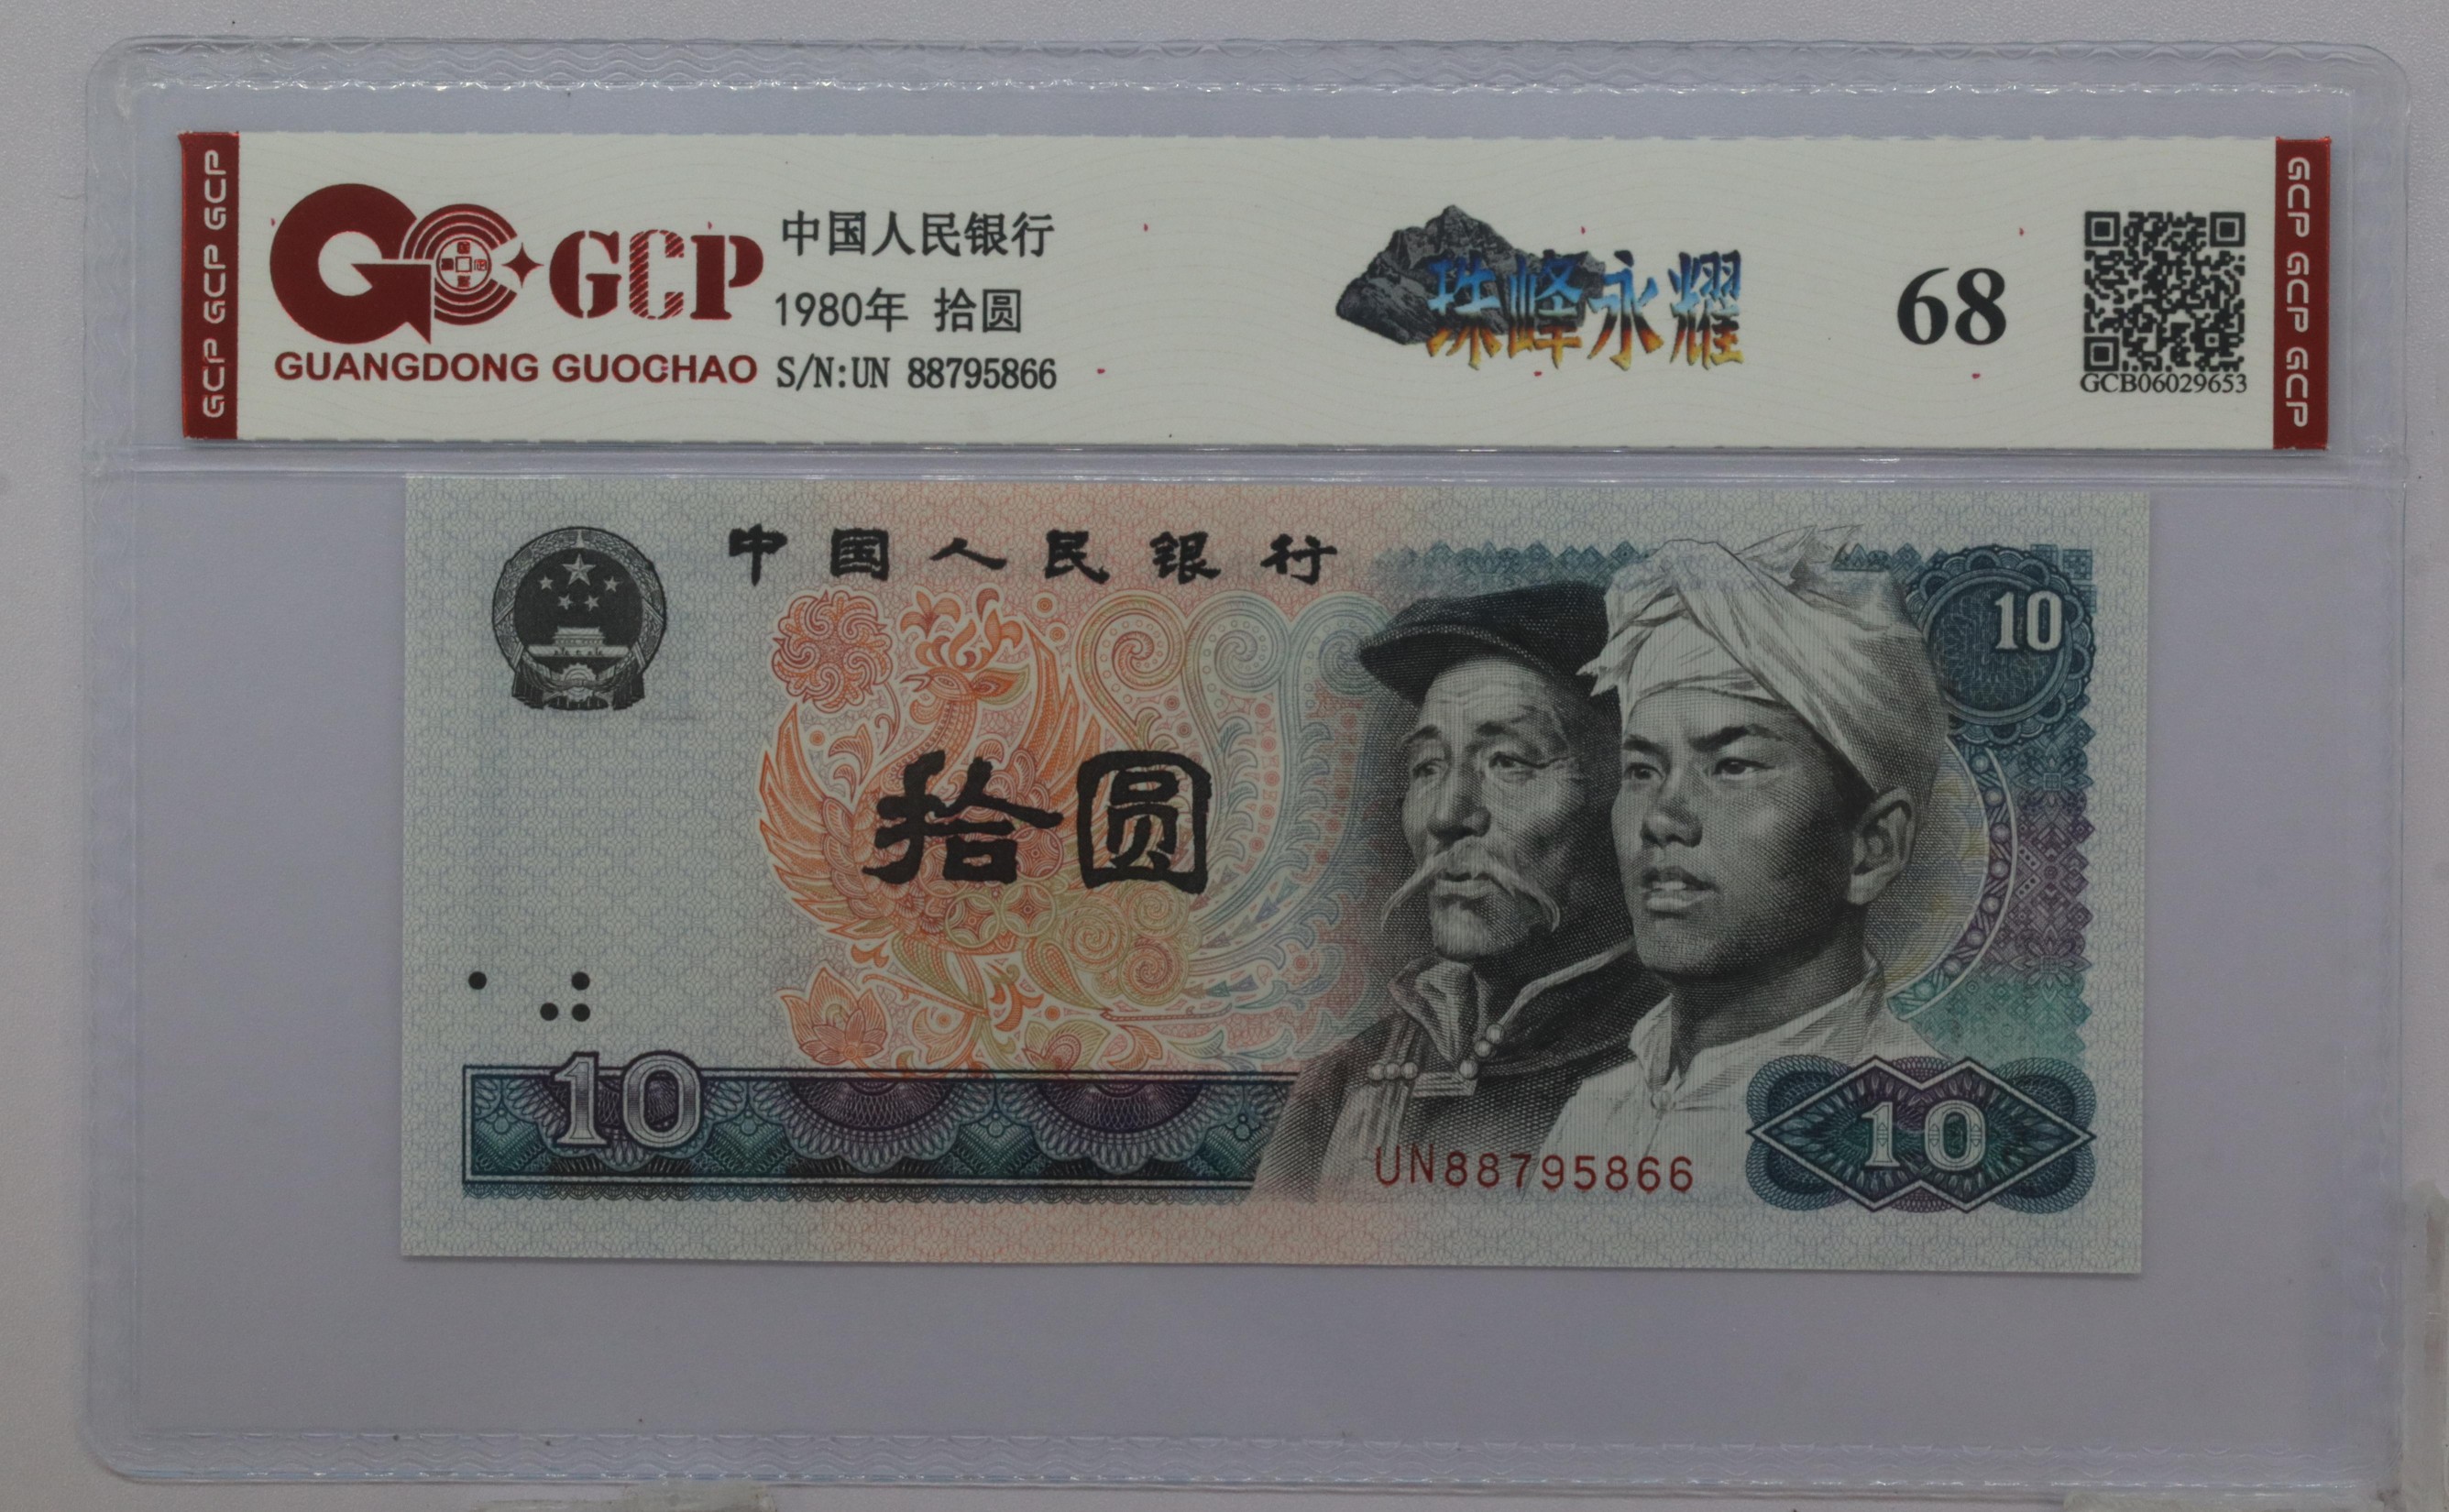 GCP GCP GCP
GCP
GUANGDONG GUOCHAO
中国人民银行
1980年 拾圆
S/N:UN 88795866
珠峰永耀
68
GCB06029653
GCP GCP GCP
中国人民银行
10
拾圆
10
UN88795866
10